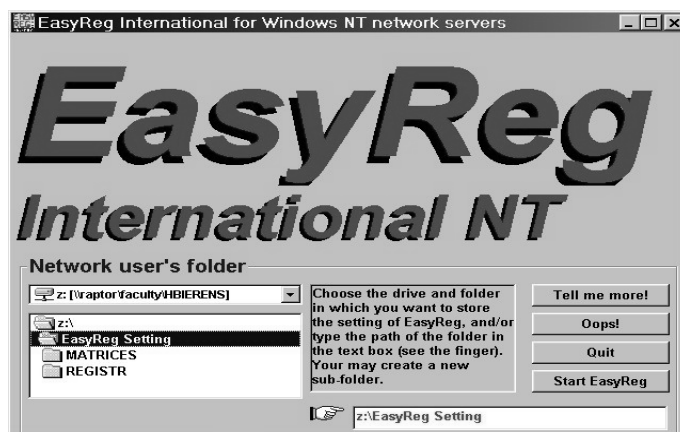 EasyReg International for Windows NT network servers
EasyReg
International NT
Network user's folder
z: [\\raptor\faculty\HBIERENS]
z:\
EasyReg Setting
MATRICES
REGISTR
Choose the drive and folder
in which you want to store
the setting of EasyReg, and/or
type the path of the folder in
the text box (see the finger).
Your may create a new
sub-folder.
Tell me more!
Oops!
Quit
Start EasyReg
z:\EasyReg Setting